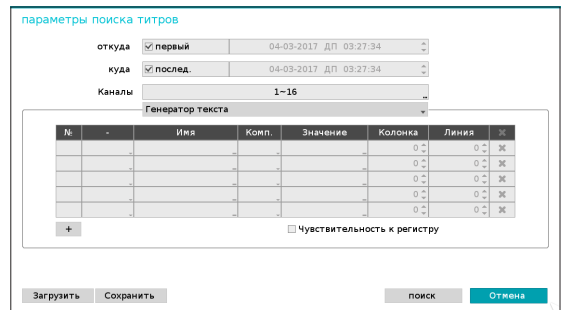 параметры поиска титров
откуда первый 04-03-2017 ДП 03:27:34
куда послед. 04-03-2017 ДП 03:27:34
Каналы 1~16 ...
Генератор текста
№ - Имя Комп. Значение Колонка Линия ✖
0 0 ✖
0 0 ✖
0 0 ✖
0 0 ✖
0 0 ✖
+ Чувствительность к регистру
Загрузить Сохранить поиск Отмена